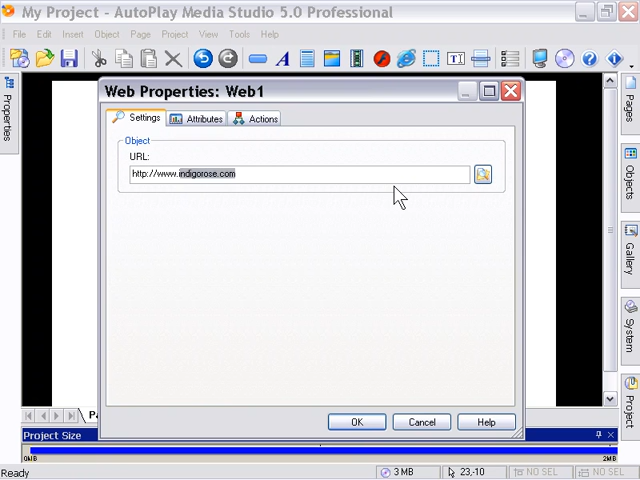 My Project - AutoPlay Media Studio 5.0 Professional
File Edit Insert Object Page Project View Tools Help
Properties
Web Properties: Web1
Settings Attributes Actions
Object
URL:
http://www.indigorose.com
OK Cancel Help
Pages
Objects
Gallery
System
Project
Project Size
0MB 2MB
Ready 3 MB 23,-10 NO SEL NO SEL